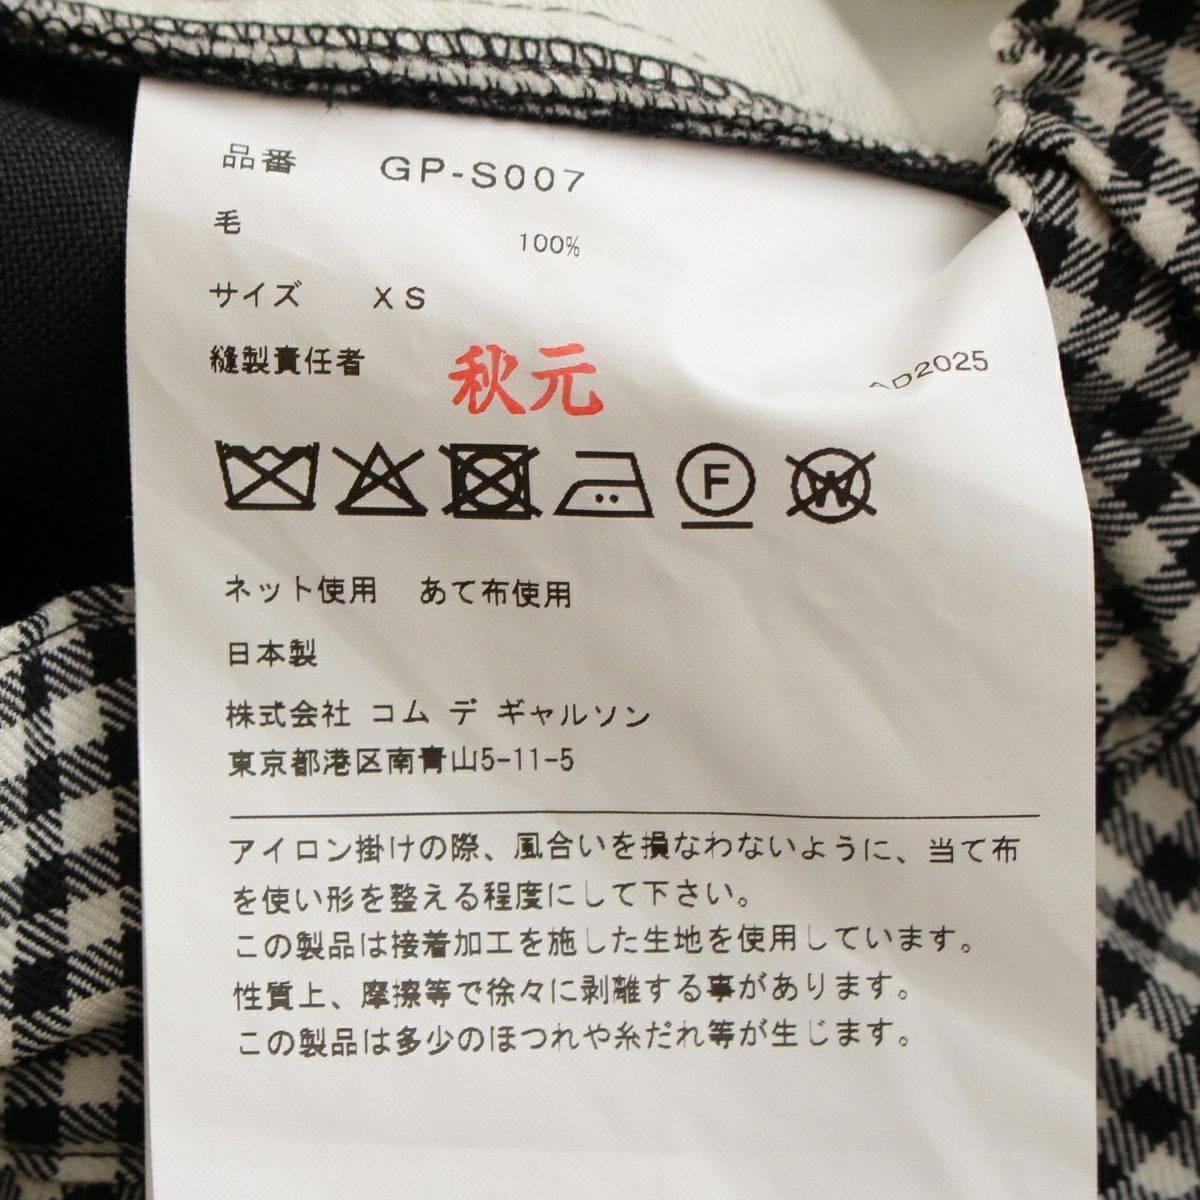 品番 GP-S007
毛 100%
サイズ XS
縫製責任者 秋元
AD2025
F
W
ネット使用 あて布使用
日本製
株式会社 コム デ ギャルソン
東京都港区南青山5-11-5
アイロン掛けの際、風合いを損なわないように、当て布
を使い形を整える程度にして下さい。
この製品は接着加工を施した生地を使用しています。
性質上、摩擦等で徐々に剥離する事があります。
この製品は多少のほつれや糸だれ等が生じます。